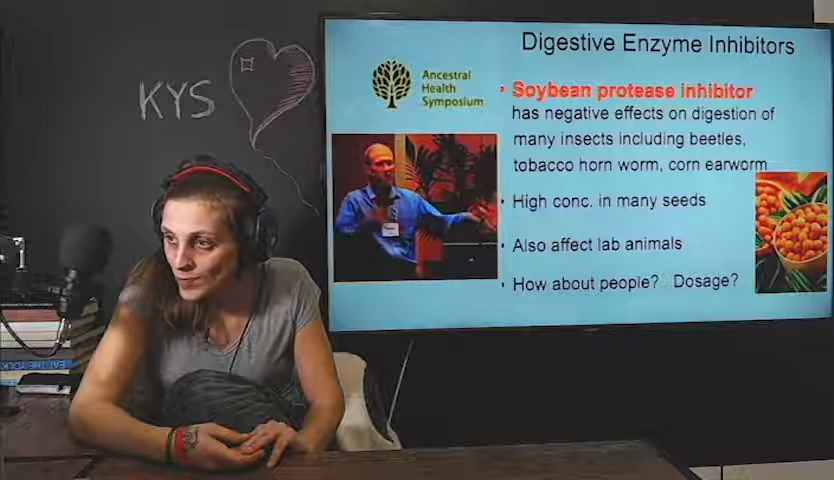 KYS
Digestive Enzyme Inhibitors
Ancestral
Health
Symposium
· Soybean protease inhibitor
has negative effects on digestion of
many insects including beetles,
tobacco horn worm, corn earworm
· High conc. in many seeds
· Also affect lab animals
· How about people? Dosage?